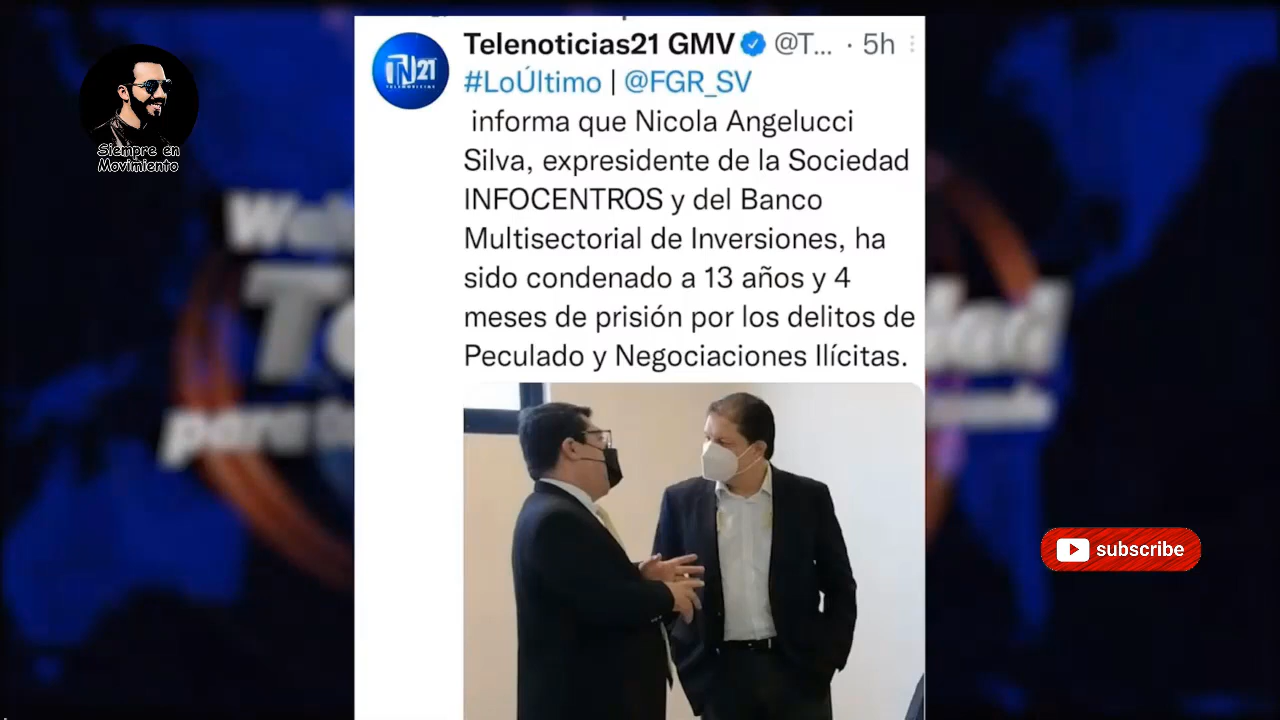 Telenoticias21 GMV @T... · 5h
#LoÚltimo | @FGR_SV
informa que Nicola Angelucci
Silva, expresidente de la Sociedad
INFOCENTROS y del Banco
Multisectorial de Inversiones, ha
sido condenado a 13 años y 4
meses de prisión por los delitos de
Peculado y Negociaciones Ilícitas.
TN21
TELENOTICIAS
Siempre en
Movimiento
subscribe